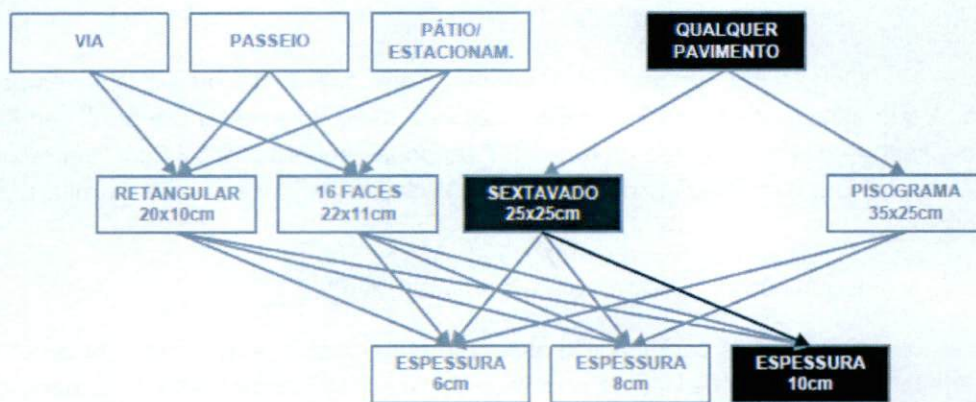 VIA
PASSEIO
PÁTIO/
ESTACIONAM.
QUALQUER
PAVIMENTO
RETANGULAR
20x10cm
16 FACES
22x11cm
SEXTAVADO
25x25cm
PISOGRAMA
35x25cm
ESPESSURA
6cm
ESPESSURA
8cm
ESPESSURA
10cm